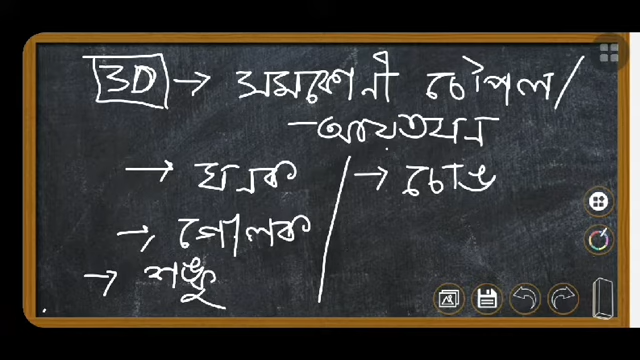 3D → সমকোনী চৌপল/
-আয়তঘন
→ ঘনক
→ গোলক
→ শঙ্কু
→ চোঙ